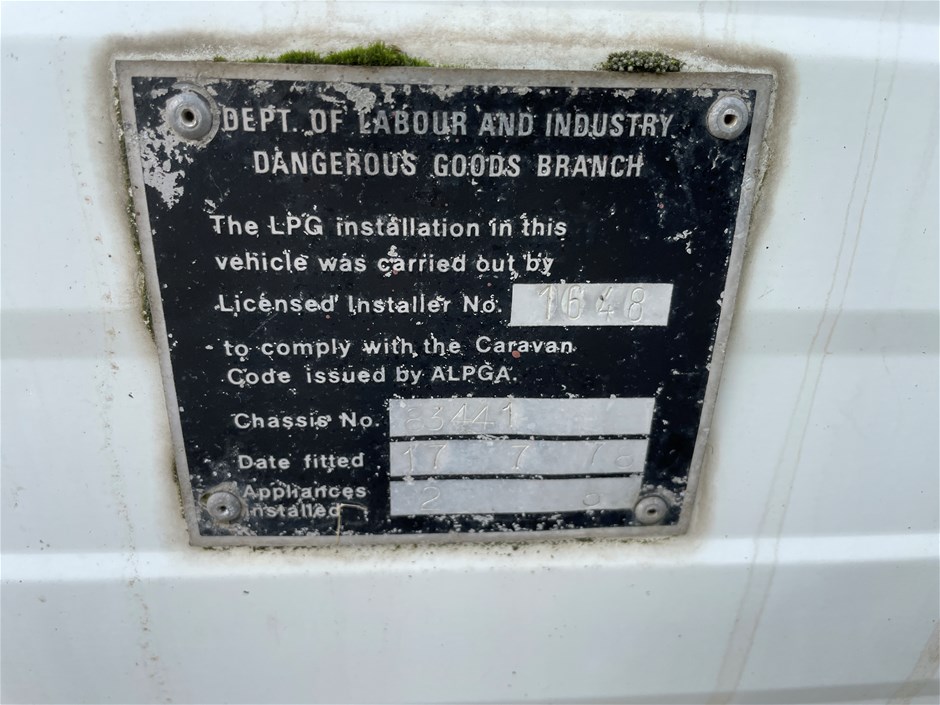 DEPT. OF LABOUR AND INDUSTRY
DANGEROUS GOODS BRANCH
The LPG installation in this
vehicle was carried out by
Licensed Installer No. 1648
to comply with the Caravan
Code issued by ALPGA.
Chassis No. 3441
Date fitted 17 7
Appliances 2
installed